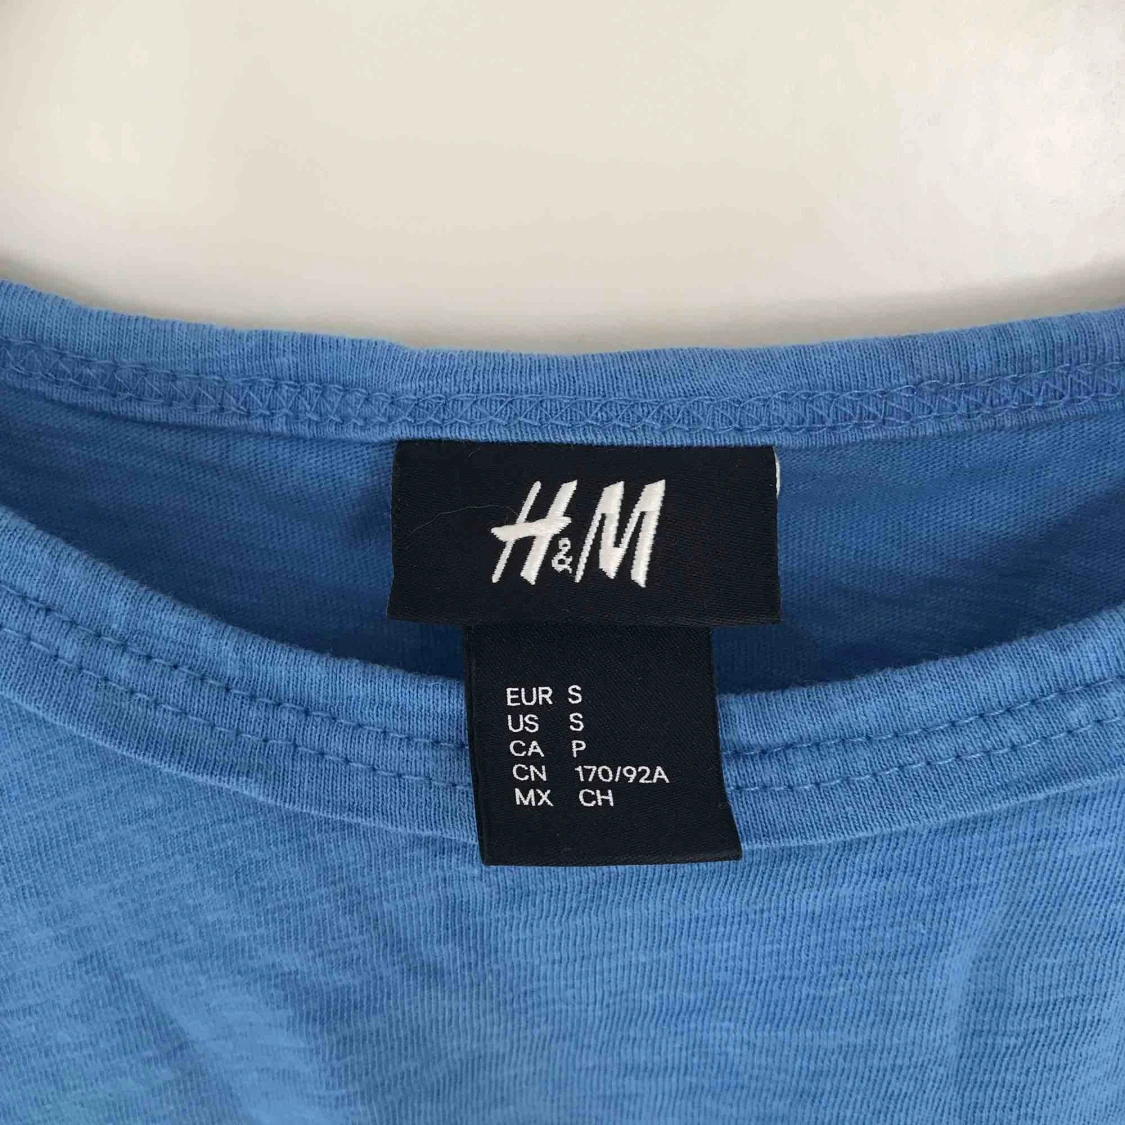 H&M
EUR S
US S
CA P
CN 170/92A
MX CH